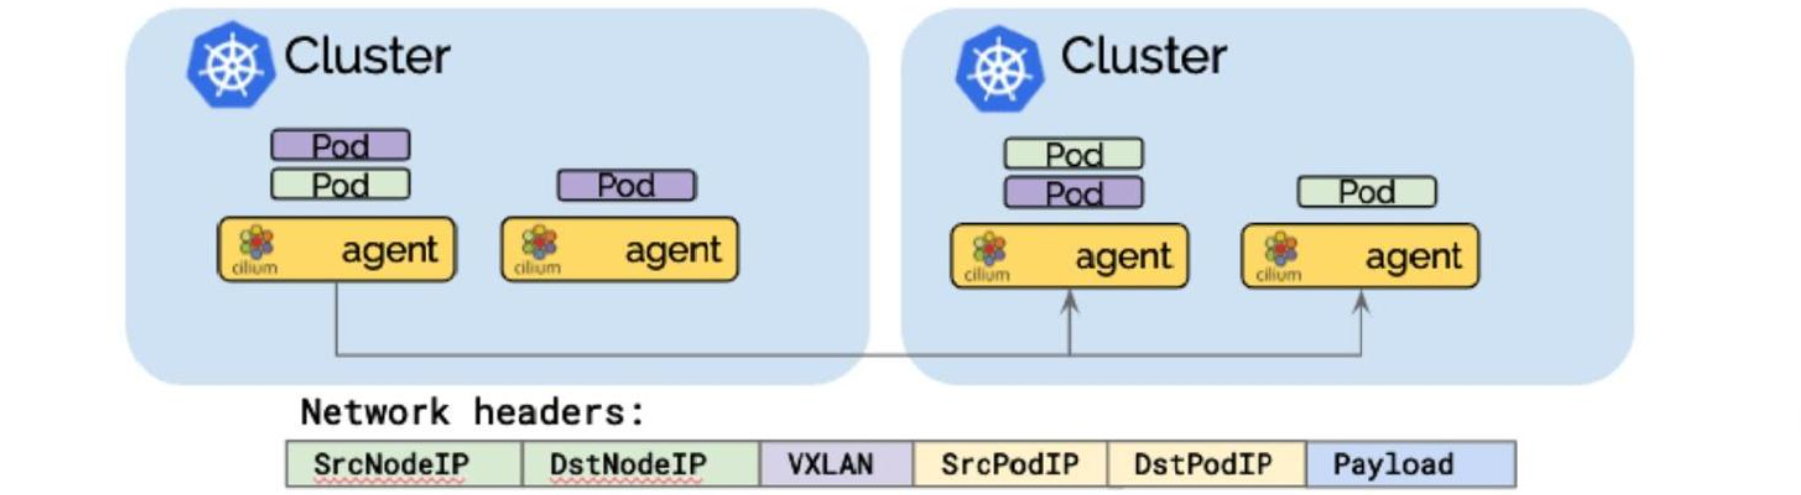 Cluster
Cluster
Pod
Pod
Pod
Pod
Pod
Pod
cilium agent
cilium agent
cilium agent
cilium agent
Network headers:
SrcNodeIP DstNodeIP VXLAN SrcPodIP DstPodIP Payload